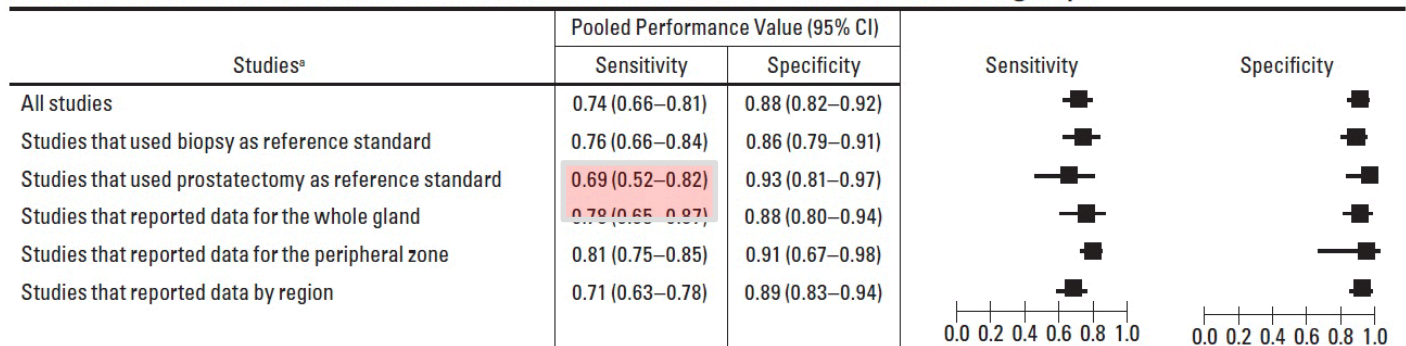 Pooled Performance Value (95% CI)
Studiesᵃ Sensitivity Specificity Sensitivity Specificity
All studies 0.74 (0.66–0.81) 0.88 (0.82–0.92)
Studies that used biopsy as reference standard 0.76 (0.66–0.84) 0.86 (0.79–0.91)
Studies that used prostatectomy as reference standard 0.69 (0.52–0.82) 0.93 (0.81–0.97)
Studies that reported data for the whole gland 0.78 (0.65–0.87) 0.88 (0.80–0.94)
Studies that reported data for the peripheral zone 0.81 (0.75–0.85) 0.91 (0.67–0.98)
Studies that reported data by region 0.71 (0.63–0.78) 0.89 (0.83–0.94)
0.0 0.2 0.4 0.6 0.8 1.0 0.0 0.2 0.4 0.6 0.8 1.0